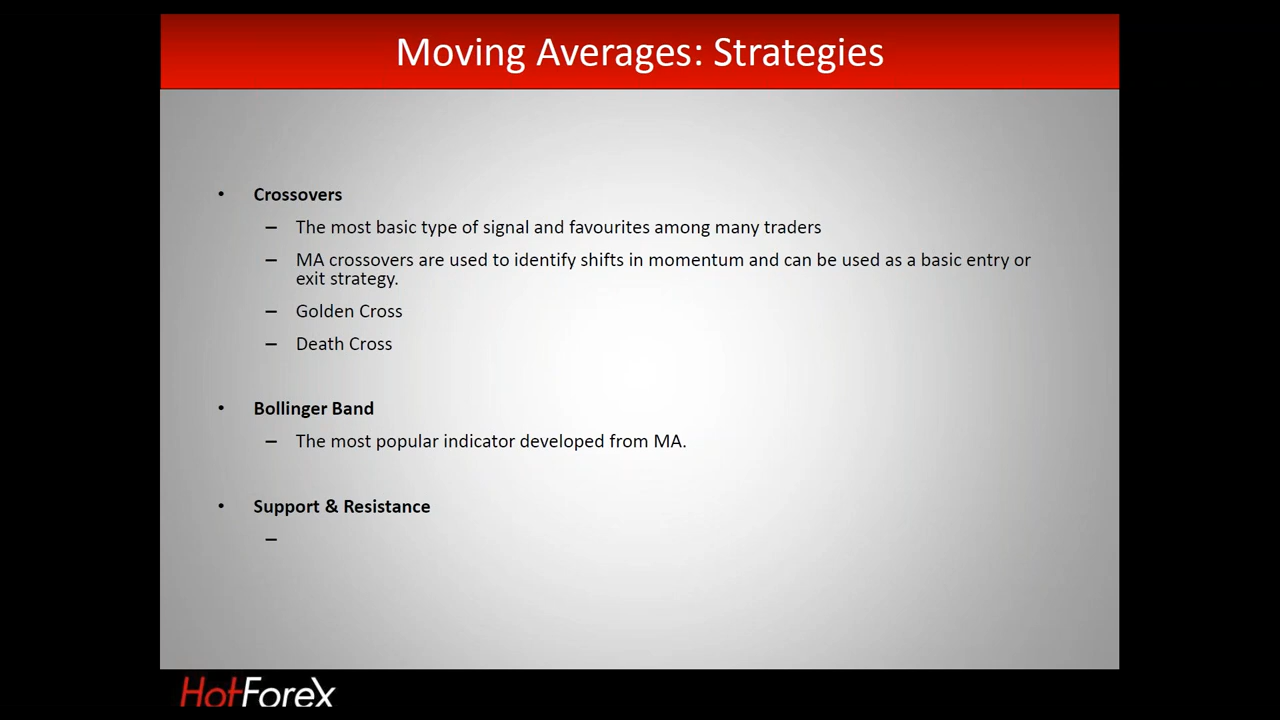 Moving Averages: Strategies
• Crossovers
– The most basic type of signal and favourites among many traders
– MA crossovers are used to identify shifts in momentum and can be used as a basic entry or
exit strategy.
– Golden Cross
– Death Cross
• Bollinger Band
– The most popular indicator developed from MA.
• Support & Resistance
–
HotForex